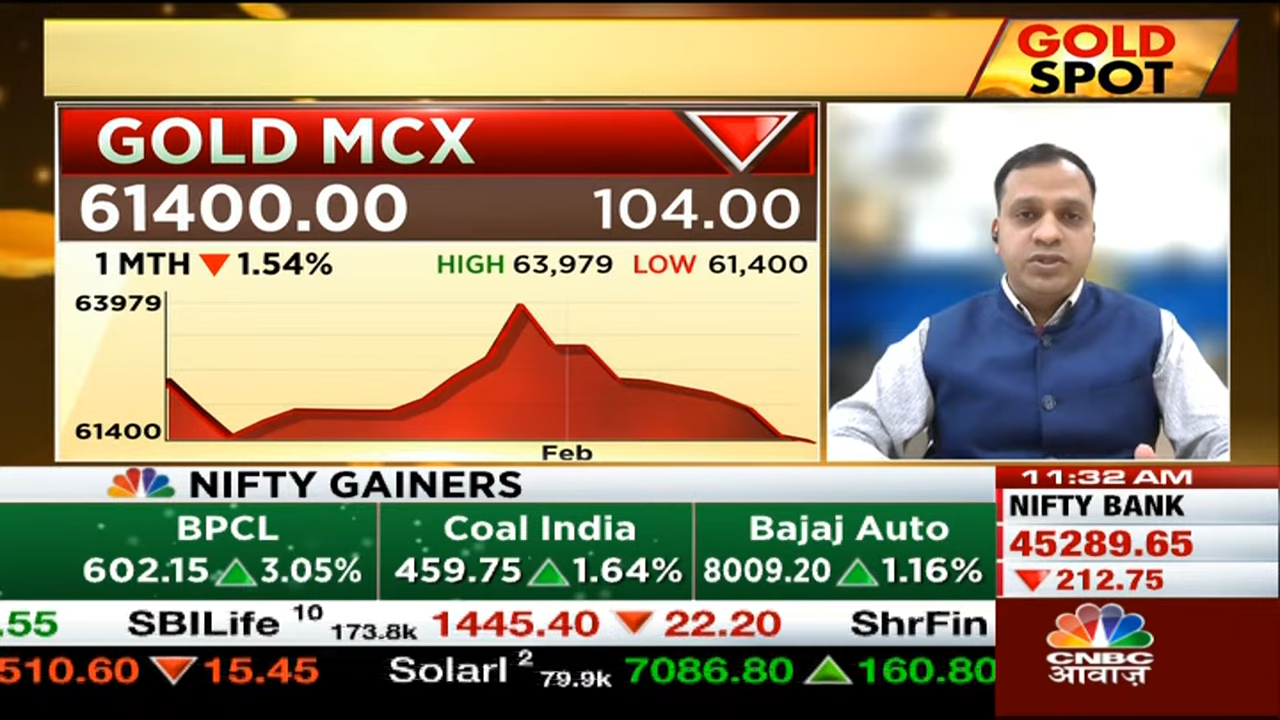 GOLD
SPOT
GOLD MCX
61400.00 104.00
1 MTH 1.54% HIGH 63,979 LOW 61,400
63979
61400
Feb
NIFTY GAINERS
BPCL
602.15 3.05%
Coal India
459.75 1.64%
Bajaj Auto
8009.20 1.16%
11:32 AM
NIFTY BANK
45289.65
212.75
.55 SBILife 10 173.8k 1445.40 22.20 ShrFin
510.60 15.45 SolarI 2 79.9k 7086.80 160.80
CNBC
आवाज़